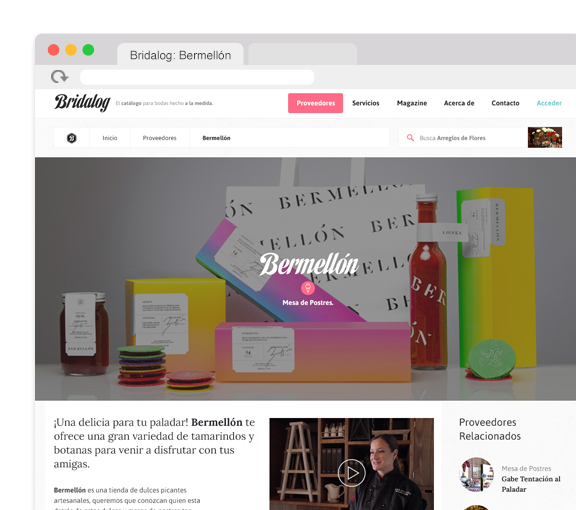 Bridalog: Bermellón
Bridalog
El catálogo para bodas hecho a la medida.
Proveedores
Servicios
Magazine
Acerca de
Contacto
Acceder
Inicio
Proveedores
Bermellón
Busca Arreglos de Flores
BERMELLÓN
BERMELLÓN
Bermellón
Mesa de Postres.
¡Una delicia para tu paladar! Bermellón te
ofrece una gran variedad de tamarindos y
botanas para venir a disfrutar con tus
amigas.
Bermellón es una tienda de dulces picantes
artesanales, queremos que conozcan quien esta
Proveedores
Relacionados
Mesa de Postres
Gabe Tentación al
Paladar